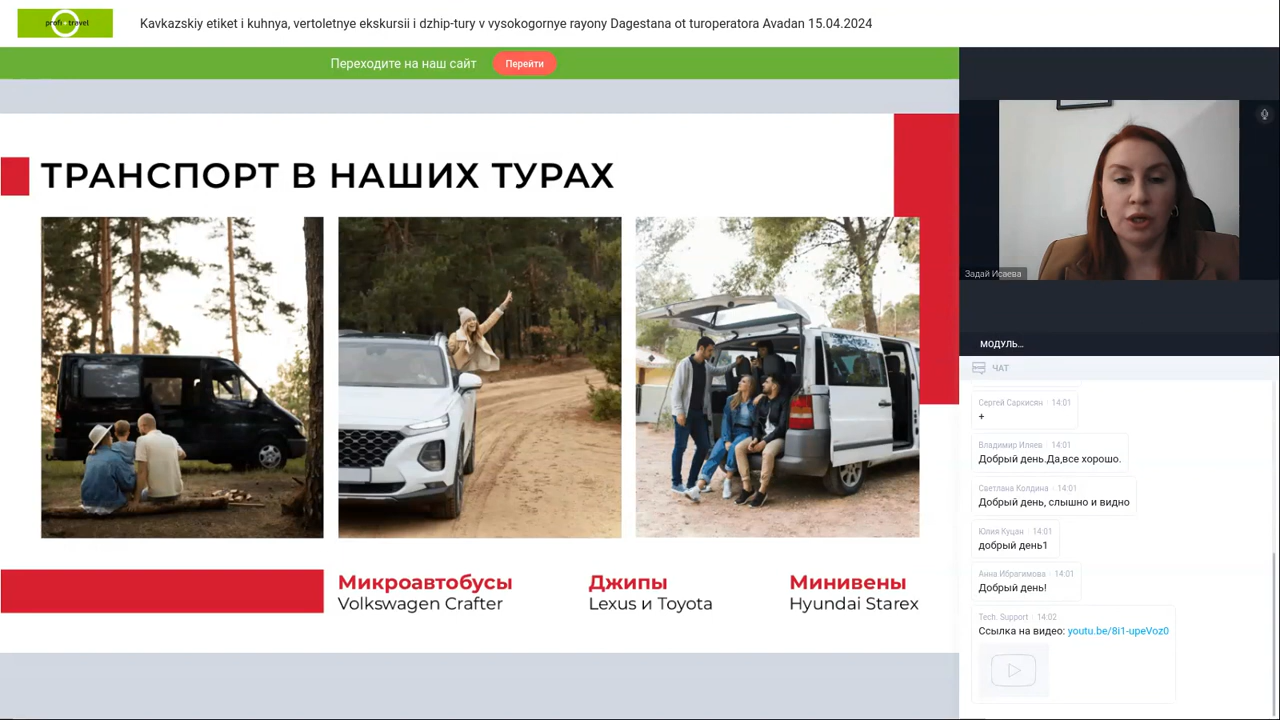 profi travel
Kavkazskiy etiket i kuhnya, vertoletnye ekskursii i dzhip-tury v vysokogornye rayony Dagestana ot turoperatora Aydan 15.04.2024
Переходите на наш сайт
Перейти
ТРАНСПОРТ В НАШИХ ТУРАХ
Микроавтобусы
Volkswagen Crafter
Джипы
Lexus и Toyota
Минивены
Hyundai Starex
Задай Исаева
МОДУЛЬ...
ЧАТ
Сергей Саркисян 14:01
+
Владимир Иляев 14:01
Добрый день.Да,все хорошо.
Светлана Колдина 14:01
Добрый день, слышно и видно
Юлия Куцан 14:01
добрый день1
Анна Ибрагимова 14:01
Добрый день!
Tech. Support 14:02
Ссылка на видео: youtu.be/8i1-upeVoz0